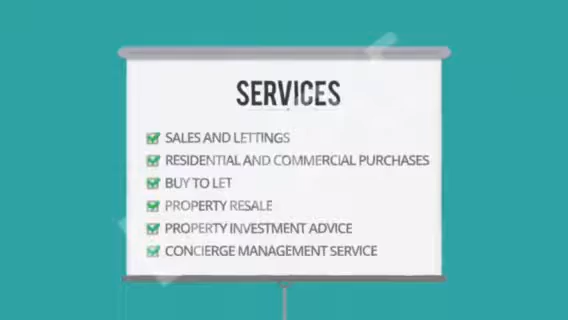 SERVICES
SALES AND LETTINGS
RESIDENTIAL AND COMMERCIAL PURCHASES
BUY TO LET
PROPERTY RESALE
PROPERTY INVESTMENT ADVICE
CONCIERGE MANAGEMENT SERVICE